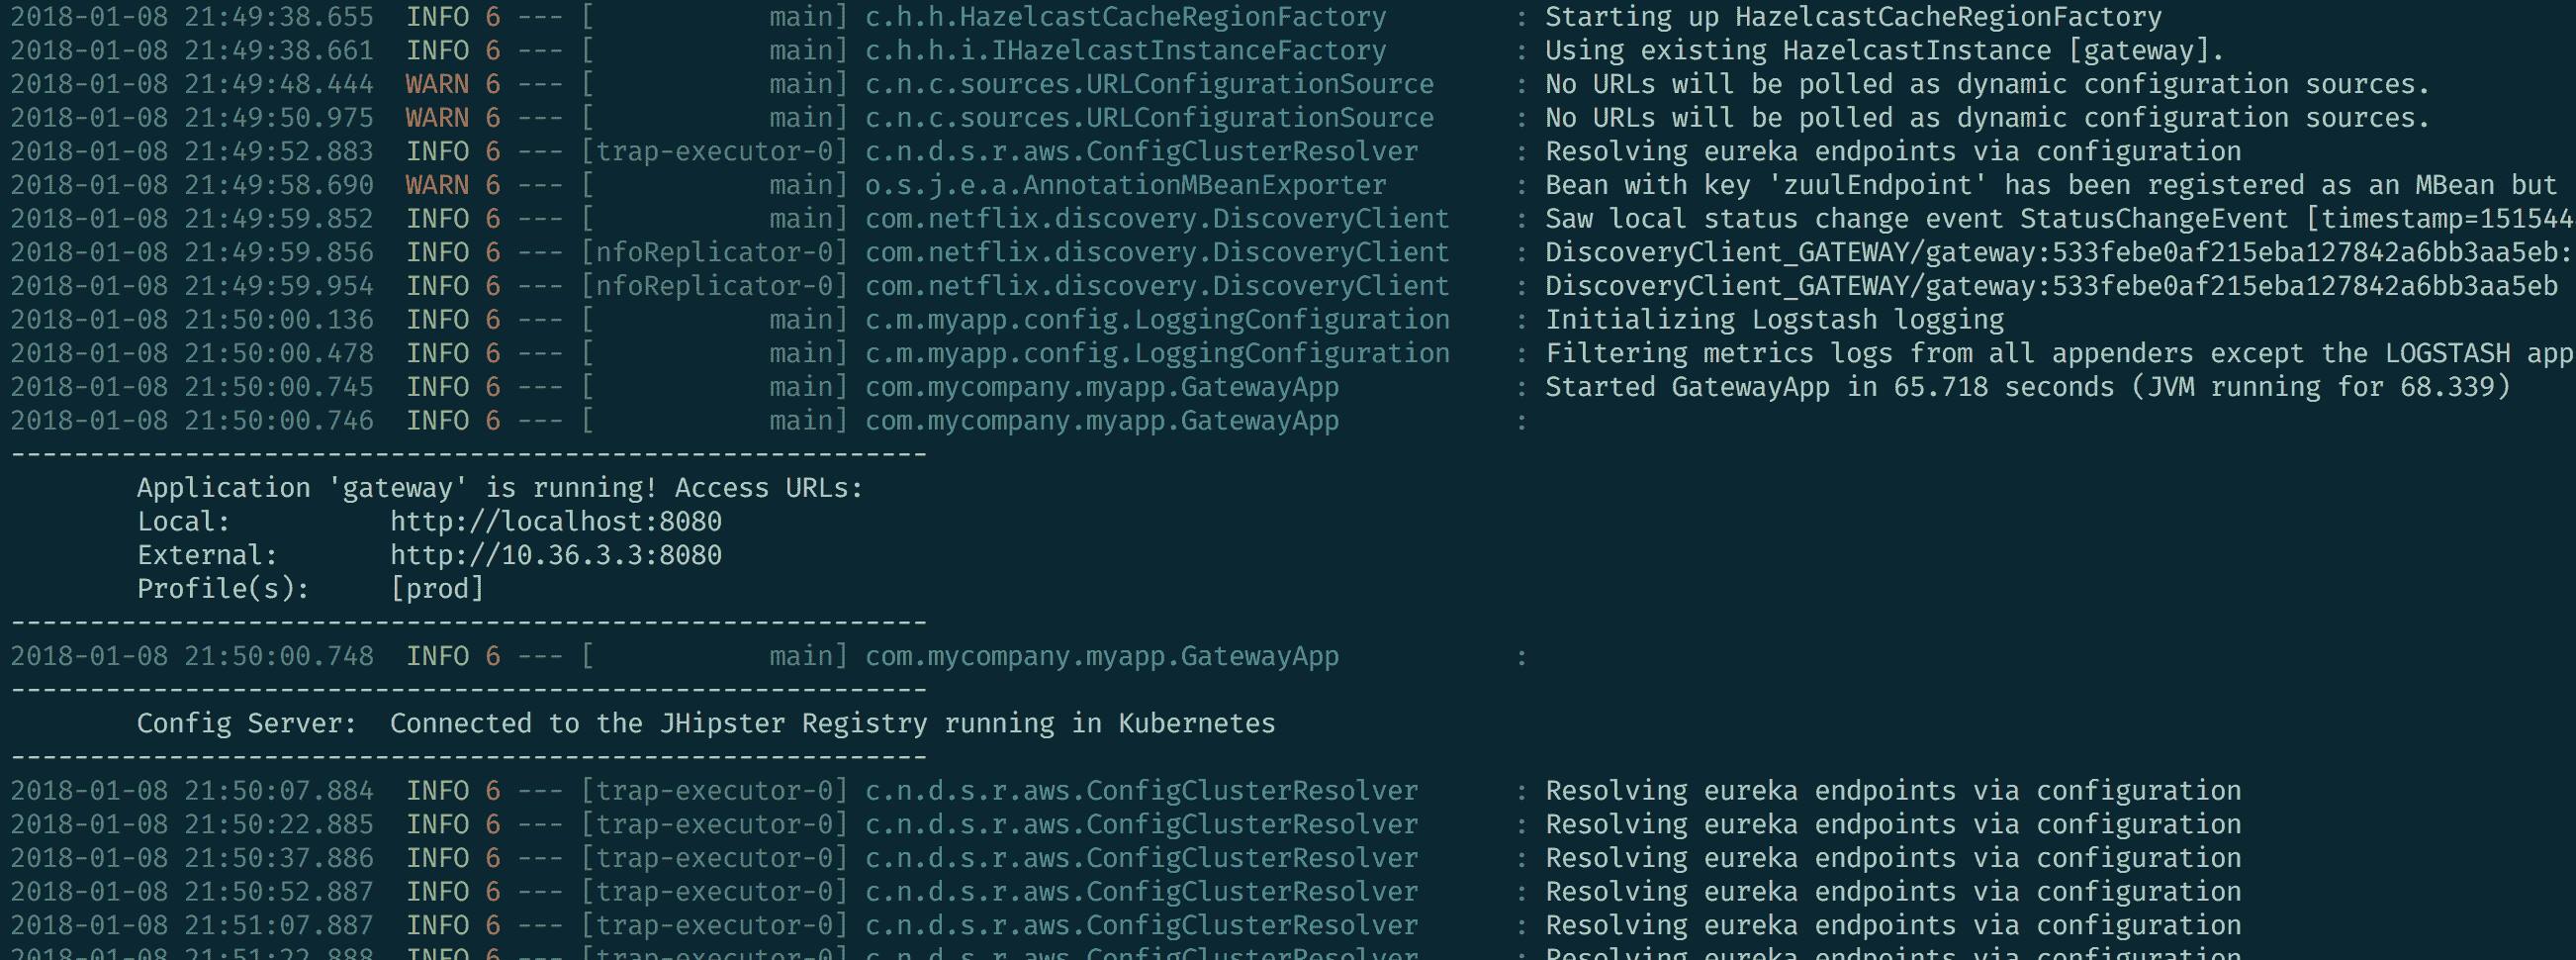 2018-01-08 21:49:38.655  INFO 6 --- [           main] c.h.h.HazelcastCacheRegionFactory        : Starting up HazelcastCacheRegionFactory
2018-01-08 21:49:38.661  INFO 6 --- [           main] c.h.h.i.IHazelcastInstanceFactory        : Using existing HazelcastInstance [gateway].
2018-01-08 21:49:48.444  WARN 6 --- [           main] c.n.c.sources.URLConfigurationSource     : No URLs will be polled as dynamic configuration sources.
2018-01-08 21:49:50.975  WARN 6 --- [           main] c.n.c.sources.URLConfigurationSource     : No URLs will be polled as dynamic configuration sources.
2018-01-08 21:49:52.883  INFO 6 --- [trap-executor-0] c.n.d.s.r.aws.ConfigClusterResolver      : Resolving eureka endpoints via configuration
2018-01-08 21:49:58.690  WARN 6 --- [           main] o.s.j.e.a.AnnotationMBeanExporter        : Bean with key 'zuulEndpoint' has been registered as an MBean but
2018-01-08 21:49:59.852  INFO 6 --- [           main] com.netflix.discovery.DiscoveryClient    : Saw local status change event StatusChangeEvent [timestamp=151544
2018-01-08 21:49:59.856  INFO 6 --- [nfoReplicator-0] com.netflix.discovery.DiscoveryClient    : DiscoveryClient_GATEWAY/gateway:533febe0af215eba127842a6bb3aa5eb:
2018-01-08 21:49:59.954  INFO 6 --- [nfoReplicator-0] com.netflix.discovery.DiscoveryClient    : DiscoveryClient_GATEWAY/gateway:533febe0af215eba127842a6bb3aa5eb
2018-01-08 21:50:00.136  INFO 6 --- [           main] c.m.myapp.config.LoggingConfiguration    : Initializing Logstash logging
2018-01-08 21:50:00.478  INFO 6 --- [           main] c.m.myapp.config.LoggingConfiguration    : Filtering metrics logs from all appenders except the LOGSTASH app
2018-01-08 21:50:00.745  INFO 6 --- [           main] com.mycompany.myapp.GatewayApp           : Started GatewayApp in 65.718 seconds (JVM running for 68.339)
2018-01-08 21:50:00.746  INFO 6 --- [           main] com.mycompany.myapp.GatewayApp           :
----------------------------------------------------------
        Application 'gateway' is running! Access URLs:
        Local:          http://localhost:8080
        External:       http://10.36.3.3:8080
        Profile(s):     [prod]
----------------------------------------------------------
2018-01-08 21:50:00.748  INFO 6 --- [           main] com.mycompany.myapp.GatewayApp           :
----------------------------------------------------------
        Config Server:  Connected to the JHipster Registry running in Kubernetes
----------------------------------------------------------
2018-01-08 21:50:07.884  INFO 6 --- [trap-executor-0] c.n.d.s.r.aws.ConfigClusterResolver      : Resolving eureka endpoints via configuration
2018-01-08 21:50:22.885  INFO 6 --- [trap-executor-0] c.n.d.s.r.aws.ConfigClusterResolver      : Resolving eureka endpoints via configuration
2018-01-08 21:50:37.886  INFO 6 --- [trap-executor-0] c.n.d.s.r.aws.ConfigClusterResolver      : Resolving eureka endpoints via configuration
2018-01-08 21:50:52.887  INFO 6 --- [trap-executor-0] c.n.d.s.r.aws.ConfigClusterResolver      : Resolving eureka endpoints via configuration
2018-01-08 21:51:07.887  INFO 6 --- [trap-executor-0] c.n.d.s.r.aws.ConfigClusterResolver      : Resolving eureka endpoints via configuration
2018-01-08 21:51:22.888  INFO 6 --- [trap-executor-0] c.n.d.s.r.aws.ConfigClusterResolver      : Resolving eureka endpoints via configuration